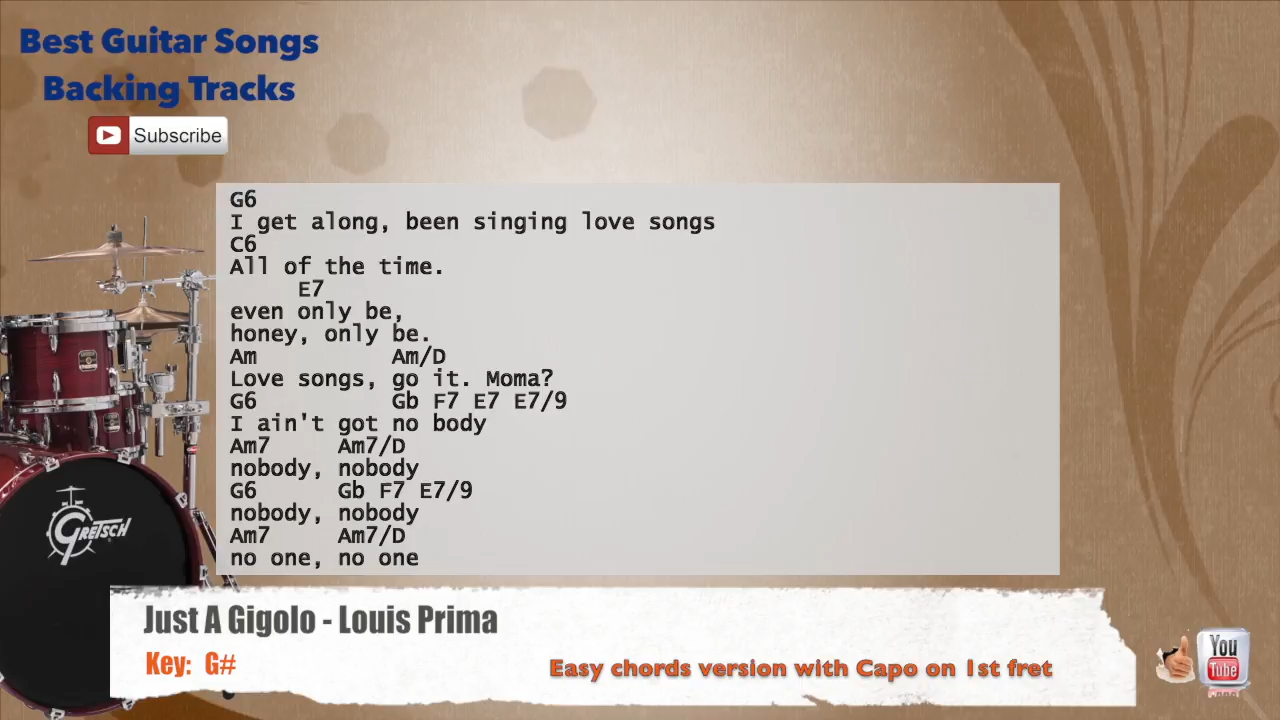 Best Guitar Songs
Backing Tracks
Subscribe
G6
I get along, been singing love songs
C6
All of the time.
E7
even only be,
honey, only be.
Am Am/D
Love songs, go it. Moma?
G6 Gb F7 E7 E7/9
I ain't got no body
Am7 Am7/D
nobody, nobody
G6 Gb F7 E7/9
nobody, nobody
Am7 Am7/D
no one, no one
GRETSCH
Just A Gigolo - Louis Prima
Key: G#
Easy chords version with Capo on 1st fret
You
Tube